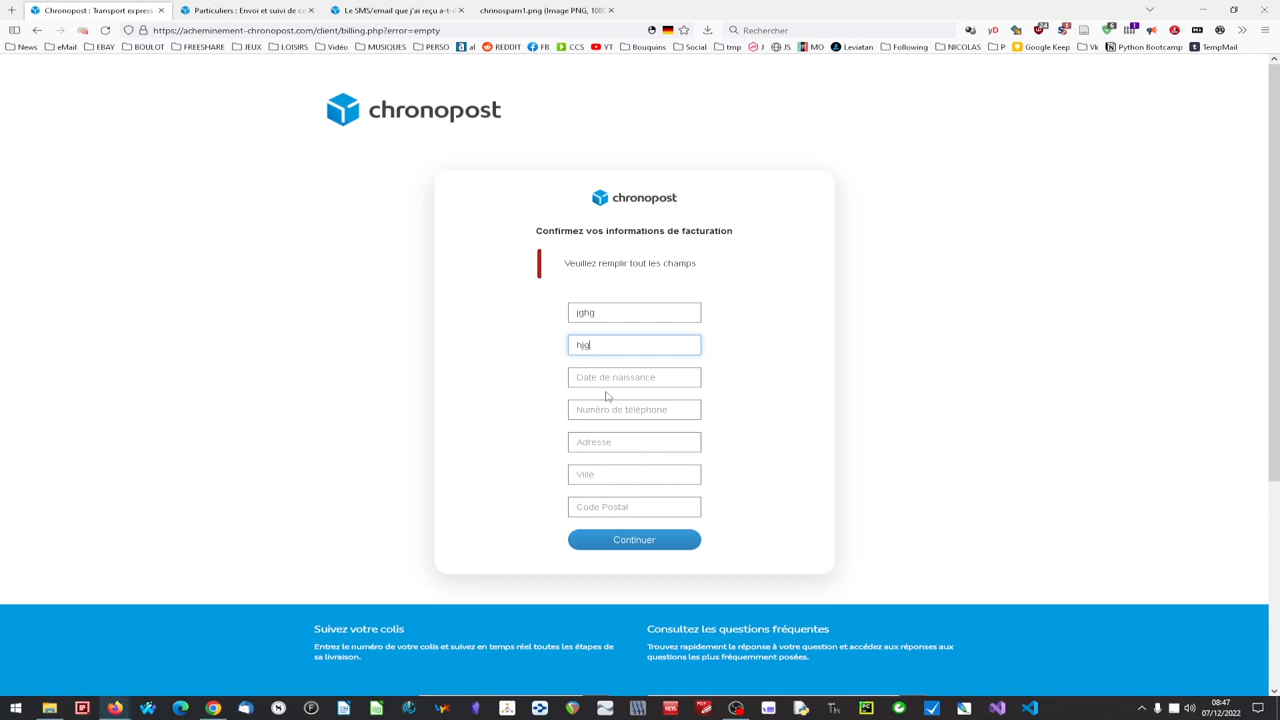 Chronopost : Transport express
Particuliers : Envoi et suivi de c
Le SMS/email que j'ai reçu a-t-
chinospam1.png (Image PNG, 108
https://acheminement-chronopost.com/client/billing.php?error=empty
Rechercher
News
eMail
EBAY
BOULOT
FREESHARE
JEUX
LOISIRS
Vidéo
MUSIQUES
PERSO
al
REDDIT
FB
CCS
YT
Bouquins
Social
tmp
J
JS
MO
Leviatan
Following
NICOLAS
P
Google Keep
Vk
Python Bootcamp
TempMail
chronopost
chronopost
Confirmez vos informations de facturation
Veuillez remplir tout les champs
jghg
hjg
Date de naissance
Numéro de téléphone
Adresse
Ville
Code Postal
Continuer
Suivez votre colis
Entrez le numéro de votre colis et suivez en temps réel toutes les étapes de
sa livraison.
Consultez les questions fréquentes
Trouvez rapidement la réponse à votre question et accédez aux réponses aux
questions les plus fréquemment posées.
08:47
07/12/2022